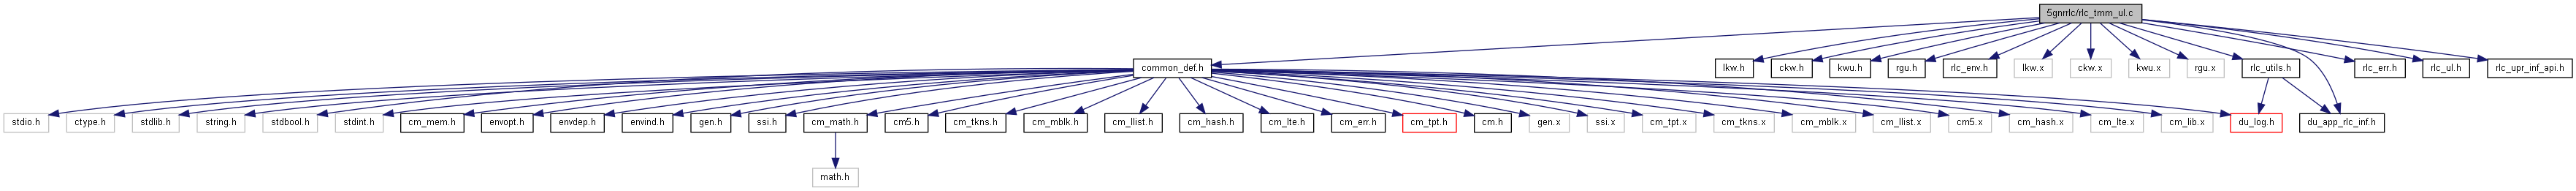 5gnrrlc/rlc_tmm_ul.c
common_def.h
lkw.h
ckw.h
kwu.h
rgu.h
rlc_env.h
lkw.x
ckw.x
kwu.x
rgu.x
rlc_utils.h
rlc_err.h
rlc_ul.h
rlc_upr_inf_api.h
stdio.h
ctype.h
stdlib.h
string.h
stdbool.h
stdint.h
cm_mem.h
envopt.h
envdep.h
envind.h
gen.h
ssi.h
cm_math.h
cm5.h
cm_tkns.h
cm_mblk.h
cm_llist.h
cm_hash.h
cm_lte.h
cm_err.h
cm_tpt.h
cm.h
gen.x
ssi.x
cm_tpt.x
cm_tkns.x
cm_mblk.x
cm_llist.x
cm5.x
cm_hash.x
cm_lte.x
cm_lib.x
du_log.h
du_app_rlc_inf.h
math.h